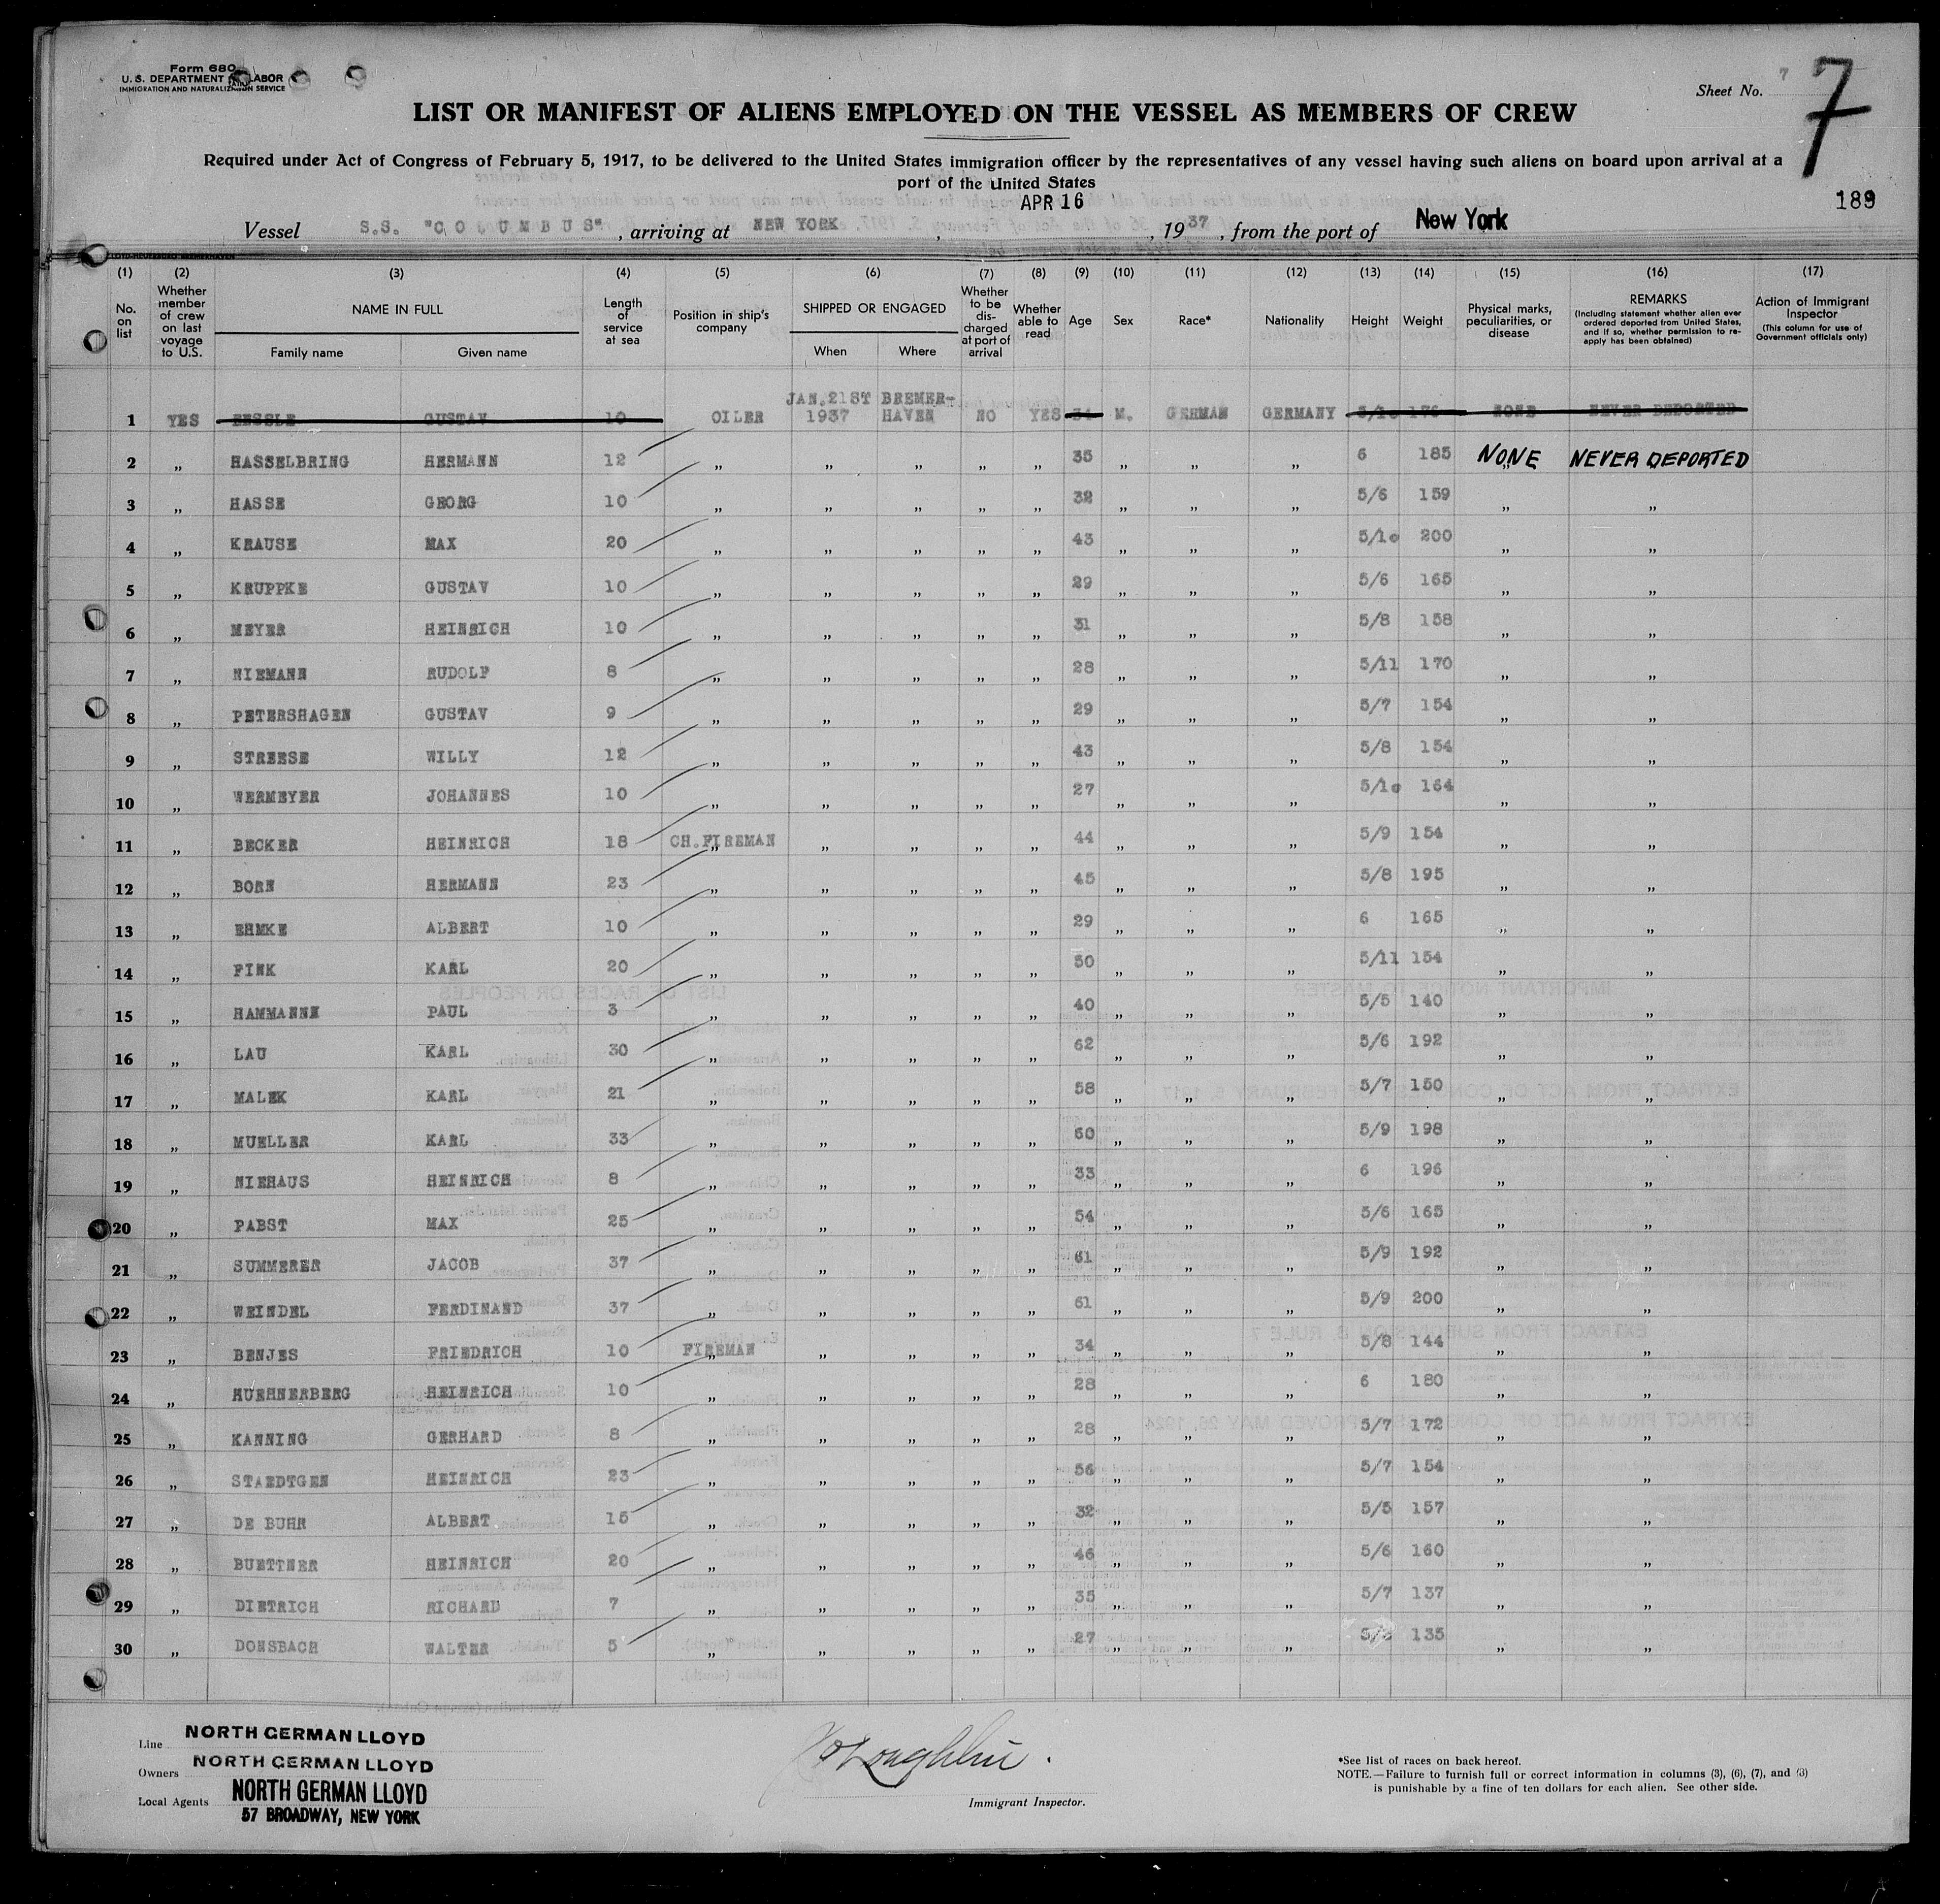 Form 680
U. S. DEPARTMENT OF LABOR
IMMIGRATION AND NATURALIZATION SERVICE
Sheet No. 7
7
LIST OR MANIFEST OF ALIENS EMPLOYED ON THE VESSEL AS MEMBERS OF CREW
Required under Act of Congress of February 5, 1917, to be delivered to the United States immigration officer by the representatives of any vessel having such aliens on board upon arrival at a
port of the United States
189
Vessel S.S. "COLUMBUS", arriving at NEW YORK, APR 16, 1937, from the port of New York
(1) (2) (3) (4) (5) (6) (7) (8) (9) (10) (11) (12) (13) (14) (15) (16) (17)
No. on list
Whether member of crew on last voyage to U.S.
NAME IN FULL
Family name Given name
Length of service at sea
Position in ship's company
SHIPPED OR ENGAGED
When Where
Whether to be discharged at port of arrival
Whether able to read
Age
Sex
Race*
Nationality
Height
Weight
Physical marks, peculiarities, or disease
REMARKS
(Including statement whether alien ever ordered deported from United States, and if so, whether permission to reapply has been obtained)
Action of Immigrant Inspector
(This column for use of Government officials only)
1 YES GUSTAV 10 OILER JAN.21ST 1937 BREMER-HAVEN NO YES M. GERMAN GERMANY NONE NEVER DEPORTED
2 „ HASSELBRING HERMANN 12 „ „ „ „ „ 35 „ „ „ 6 185 NONE NEVER DEPORTED
3 „ HASSE GEORG 10 „ „ „ „ „ 32 „ „ „ 5/6 159 „ „
4 „ KRAUSE MAX 20 „ „ „ „ „ 43 „ „ „ 5/10 200 „ „
5 „ KRUPPKE GUSTAV 10 „ „ „ „ „ 29 „ „ „ 5/6 165 „ „
6 „ MEYER HEINRICH 10 „ „ „ „ „ 31 „ „ „ 5/8 158 „ „
7 „ NIEMANN RUDOLF 8 „ „ „ „ „ 28 „ „ „ 5/11 170 „ „
8 „ PETERSHAGEN GUSTAV 9 „ „ „ „ „ 29 „ „ „ 5/7 154 „ „
9 „ STREESE WILLY 12 „ „ „ „ „ 43 „ „ „ 5/8 154 „ „
10 „ WERMEYER JOHANNES 10 „ „ „ „ „ 27 „ „ „ 5/10 164 „ „
11 „ BECKER HEINRICH 18 CH.FIREMAN „ „ „ „ 44 „ „ „ 5/9 154 „ „
12 „ BORN HERMANN 23 „ „ „ „ „ 45 „ „ „ 5/8 195 „ „
13 „ EHMKE ALBERT 10 „ „ „ „ „ 29 „ „ „ 6 165 „ „
14 „ FINK KARL 20 „ „ „ „ „ 50 „ „ „ 5/11 154 „ „
15 „ HAMMANNN PAUL 3 „ „ „ „ „ 40 „ „ „ 5/5 140 „ „
16 „ LAU KARL 30 „ „ „ „ „ 62 „ „ „ 5/6 192 „ „
17 „ MALEK KARL 21 „ „ „ „ „ 58 „ „ „ 5/7 150 „ „
18 „ MUELLER KARL 33 „ „ „ „ „ 60 „ „ „ 5/9 198 „ „
19 „ NIEHAUS HEINRICH 8 „ „ „ „ „ 33 „ „ „ 6 196 „ „
20 „ PABST MAX 25 „ „ „ „ „ 54 „ „ „ 5/6 165 „ „
21 „ SUMMERER JACOB 37 „ „ „ „ „ 61 „ „ „ 5/9 192 „ „
22 „ WEINDEL FERDINAND 37 „ „ „ „ „ 61 „ „ „ 5/9 200 „ „
23 „ BENJES FRIEDRICH 10 FIREMAN „ „ „ „ 34 „ „ „ 5/8 144 „ „
24 „ HUEHNERBERG HEINRICH 10 „ „ „ „ „ 28 „ „ „ 6 180 „ „
25 „ KANNING GERHARD 8 „ „ „ „ „ 28 „ „ „ 5/7 172 „ „
26 „ STAEDTGEN HEINRICH 23 „ „ „ „ „ 56 „ „ „ 5/7 154 „ „
27 „ DE BUHR ALBERT 15 „ „ „ „ „ 32 „ „ „ 5/5 157 „ „
28 „ BUETTNER HEINRICH 20 „ „ „ „ „ 46 „ „ „ 5/6 160 „ „
29 „ DIETRICH RICHARD 7 „ „ „ „ „ 35 „ „ „ 5/7 137 „ „
30 „ DONSBACH WALTER 5 „ „ „ „ „ 27 „ „ „ 135 „ „
Line NORTH GERMAN LLOYD
Owners NORTH GERMAN LLOYD
Local Agents NORTH GERMAN LLOYD
57 BROADWAY, NEW YORK
Immigrant Inspector.
*See list of races on back hereof.
NOTE.—Failure to furnish full or correct information in columns (3), (6), (7), and (8)
is punishable by a fine of ten dollars for each alien. See other side.